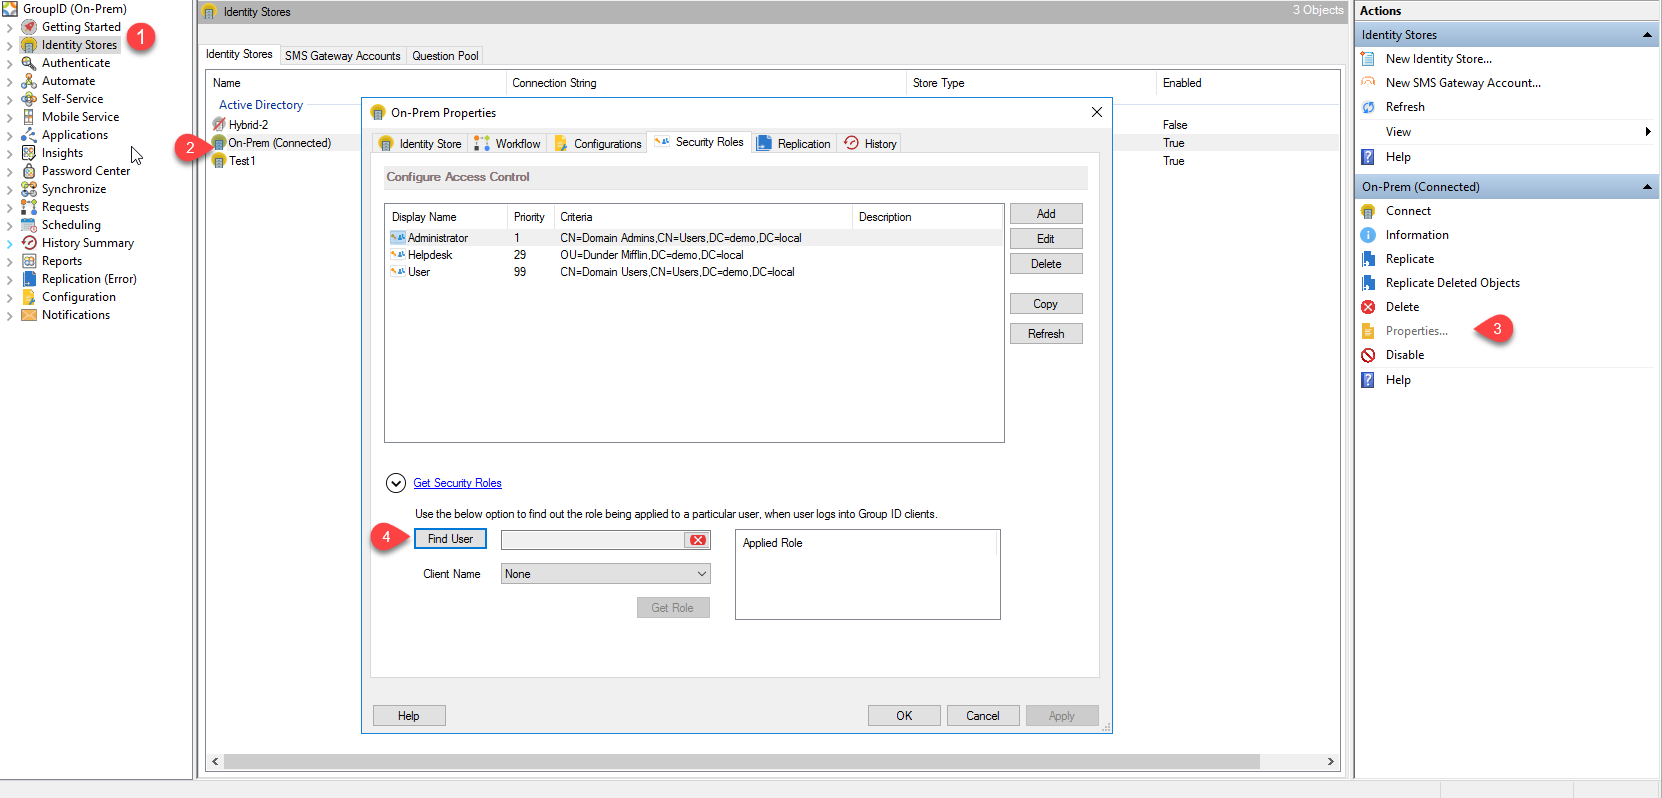 GroupID (On-Prem)
Getting Started
Identity Stores
1
Authenticate
Automate
Self-Service
Mobile Service
Applications
Insights
Password Center
Synchronize
Requests
Scheduling
History Summary
Reports
Replication (Error)
Configuration
Notifications
Identity Stores
3 Objects
Identity Stores
SMS Gateway Accounts
Question Pool
Name
Connection String
Store Type
Enabled
Active Directory
Hybrid-2
False
2
On-Prem (Connected)
True
Test1
True
On-Prem Properties
Identity Store
Workflow
Configurations
Security Roles
Replication
History
Configure Access Control
Display Name
Priority
Criteria
Description
Administrator
1
CN=Domain Admins,CN=Users,DC=demo,DC=local
Helpdesk
29
OU=Dunder Mifflin,DC=demo,DC=local
User
99
CN=Domain Users,CN=Users,DC=demo,DC=local
Add
Edit
Delete
Copy
Refresh
Get Security Roles
Use the below option to find out the role being applied to a particular user, when user logs into Group ID clients.
4
Find User
Client Name
None
Get Role
Applied Role
Help
OK
Cancel
Apply
Actions
Identity Stores
New Identity Store...
New SMS Gateway Account...
Refresh
View
Help
On-Prem (Connected)
Connect
Information
Replicate
Replicate Deleted Objects
Delete
Properties...
3
Disable
Help